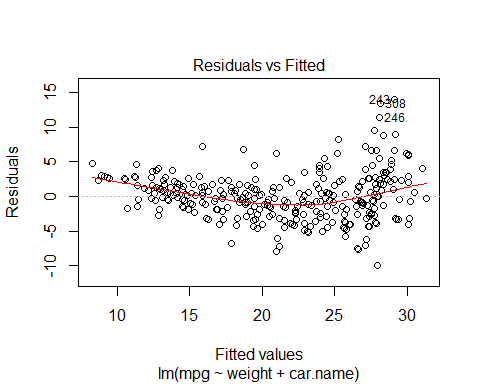 Residuals vs Fitted
Residuals
15
10
5
0
-5
-10
243
308
246
10 15 20 25 30
Fitted values
lm(mpg ~ weight + car.name)